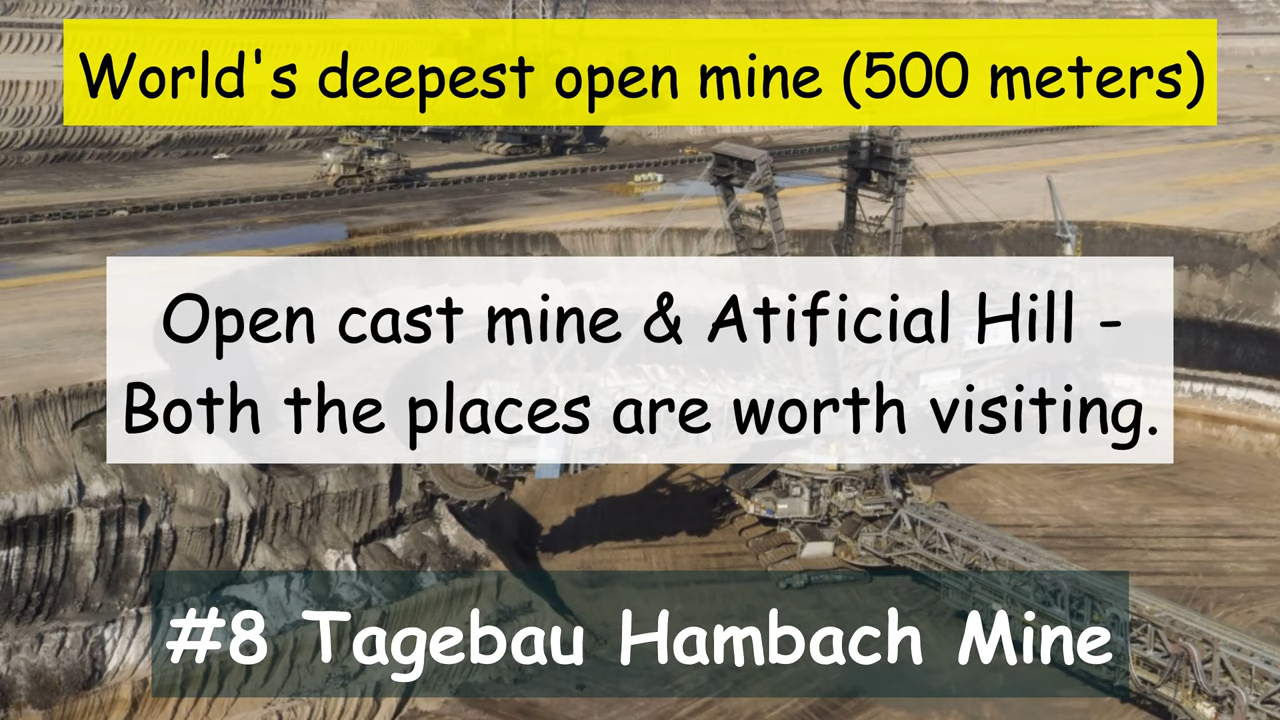 World's deepest open mine (500 meters)
Open cast mine & Atificial Hill -
Both the places are worth visiting.
#8 Tagebau Hambach Mine